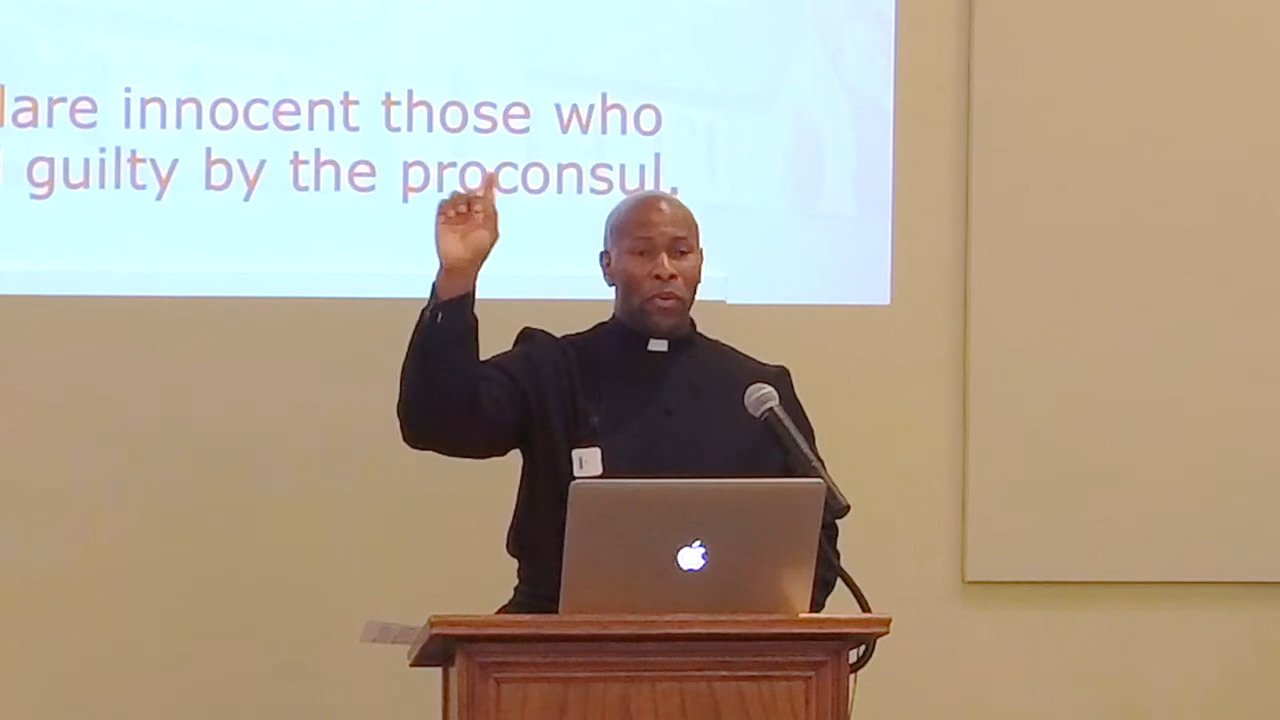 lare innocent those who
guilty by the proconsul.